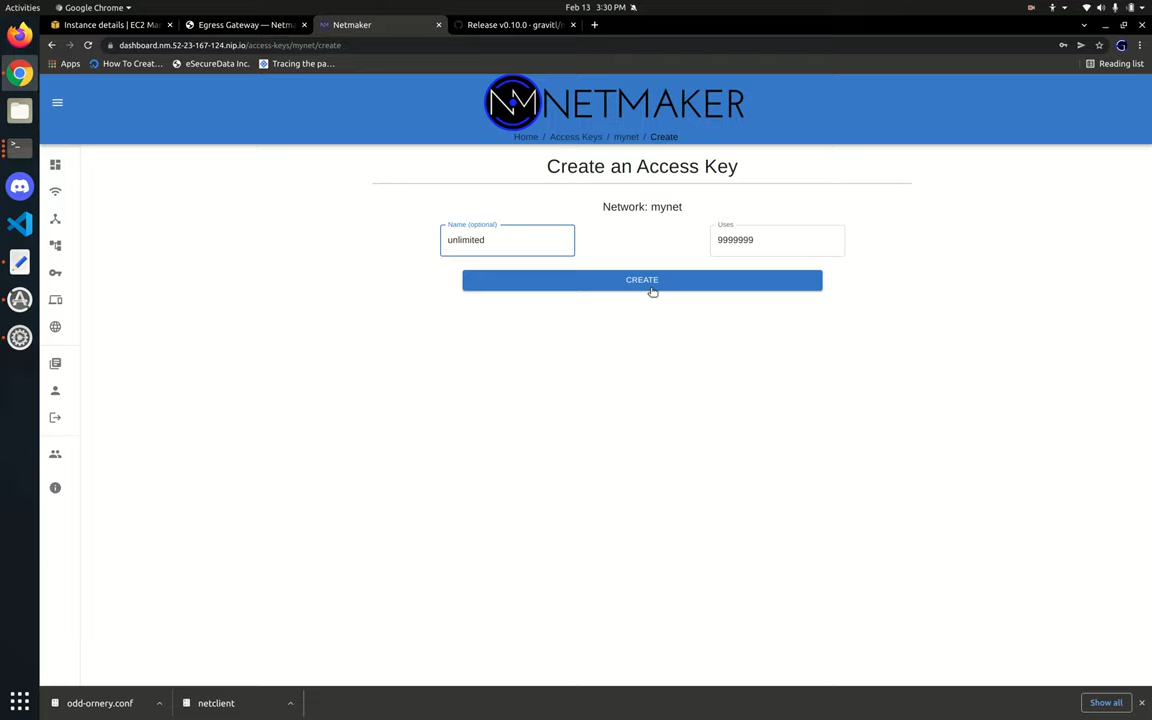 Activities
Google Chrome
Feb 13 3:30 PM
Instance details | EC2 Mar
Egress Gateway — Netm
Netmaker
Release v0.10.0 · gravitl/n
dashboard.nm.52-23-167-124.nip.io/access-keys/mynet/create
Apps
How To Creat…
eSecureData Inc.
Tracing the pa…
Reading list
NM NETMAKER
Home / Access Keys / mynet / Create
Create an Access Key
Network: mynet
Name (optional)
unlimited
Uses
9999999
CREATE
odd-ornery.conf
netclient
Show all